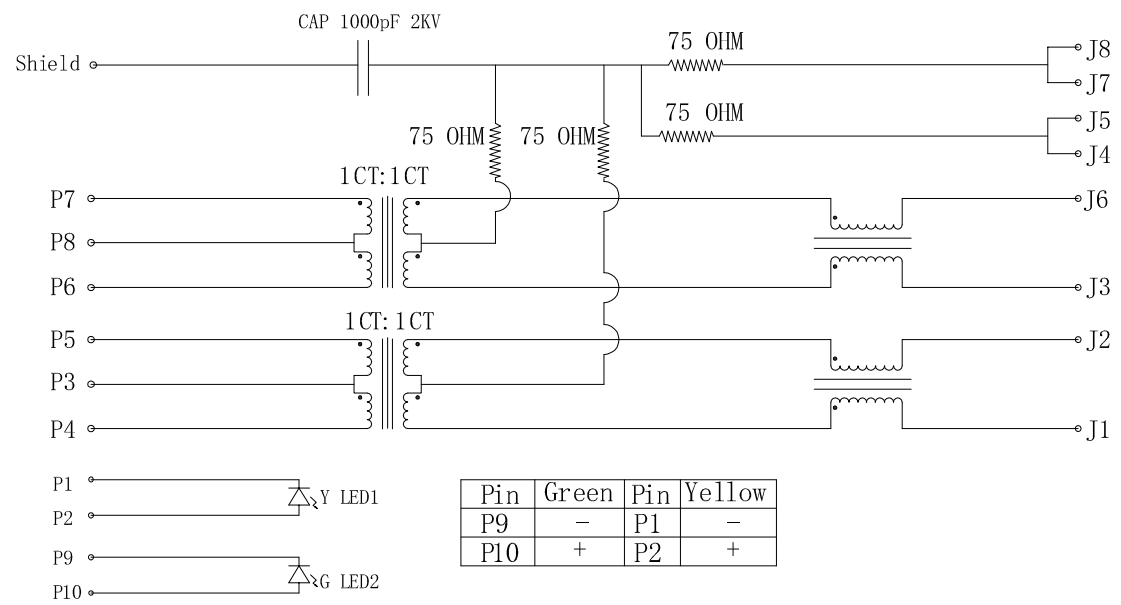 CAP 1000pF 2KV
Shield
75 OHM
J8
J7
75 OHM
J5
J4
75 OHM
75 OHM
1CT:1CT
P7
J6
P8
P6
J3
1CT:1CT
P5
J2
P3
P4
J1
P1
Y LED1
P2
P9
G LED2
P10
Pin Green Pin Yellow
P9 - P1 -
P10 + P2 +